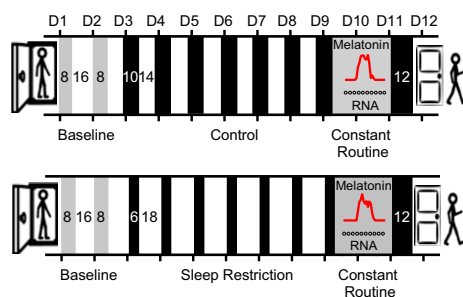 D1 D2 D3 D4 D5 D6 D7 D8 D9 D10 D11 D12
Melatonin
8 16 8 10 14 12
RNA
Baseline Control Constant
Routine
Melatonin
8 16 8 6 18 12
RNA
Baseline Sleep Restriction Constant
Routine